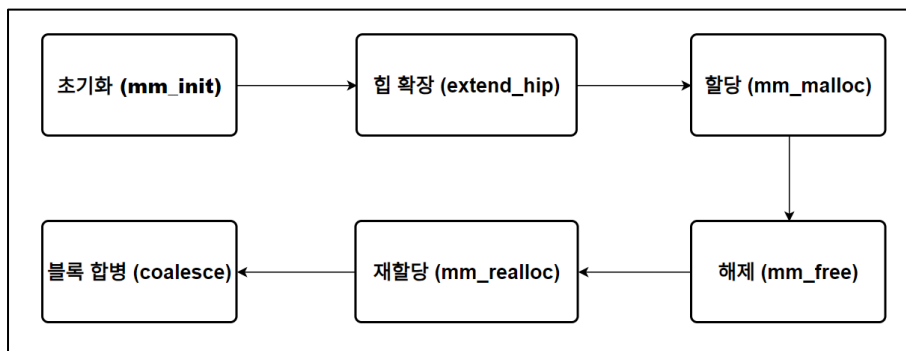 초기화 (mm_init)
힙 확장 (extend_hip)
할당 (mm_malloc)
블록 합병 (coalesce)
재할당 (mm_realloc)
해제 (mm_free)